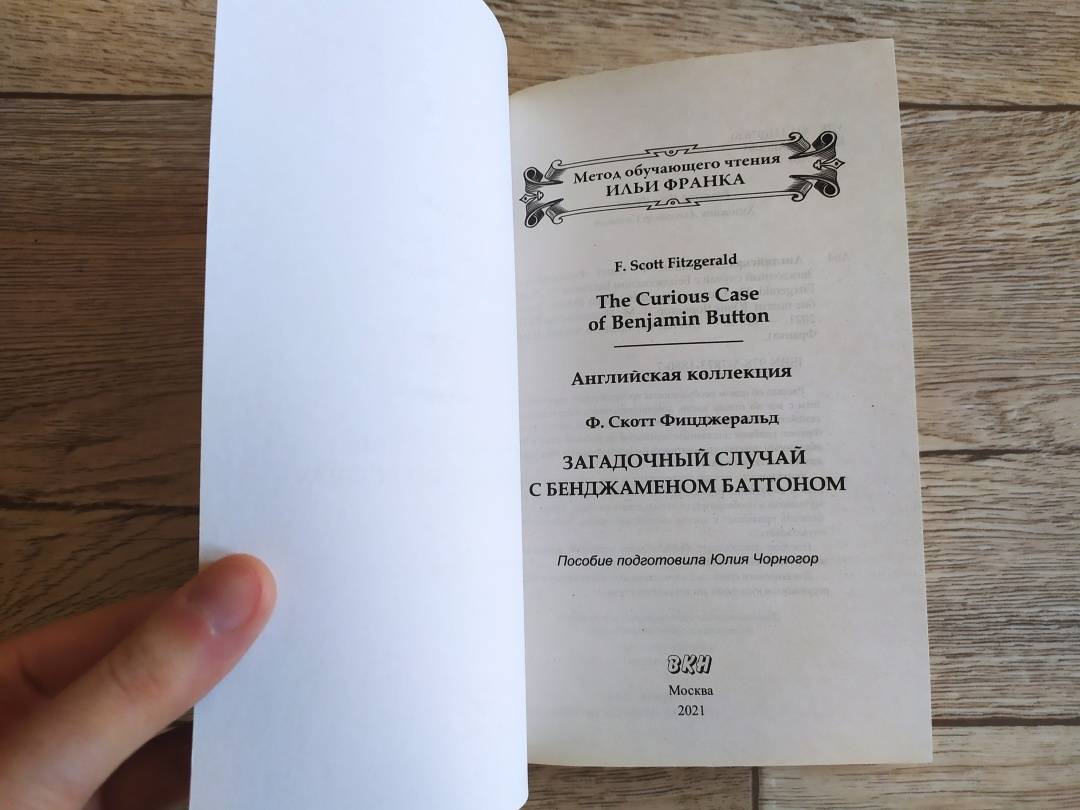 Метод обучающего чтения
ИЛЬИ ФРАНКА
F. Scott Fitzgerald
The Curious Case
of Benjamin Button
Английская коллекция
Ф. Скотт Фицджеральд
ЗАГАДОЧНЫЙ СЛУЧАЙ
С БЕНДЖАМЕНОМ БАТТОНОМ
Пособие подготовила Юлия Чорногор
ВКН
Москва
2021